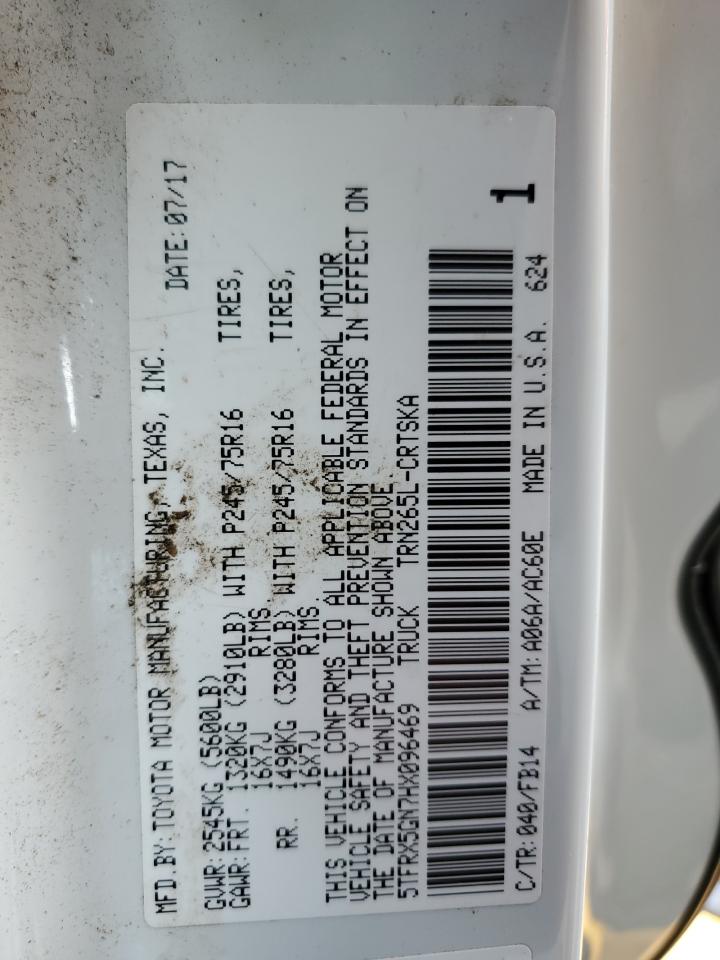 MFD.BY:TOYOTA MOTOR MANUFACTURING, TEXAS, INC. DATE:07/17
GVWR:2545KG (5600LB)
GAWR:FRT. 1320KG (2910LB) WITH P245/75R16 TIRES,
16X7J RIMS.
RR. 1490KG (3280LB) WITH P245/75R16 TIRES,
16X7J RIMS.
THIS VEHICLE CONFORMS TO ALL APPLICABLE FEDERAL MOTOR
VEHICLE SAFETY AND THEFT PREVENTION STANDARDS IN EFFECT ON
THE DATE OF MANUFACTURE SHOWN ABOVE.
5TFRX5GN7HX096469 TRUCK TRN265L-CRTSKA
1
C/TR:040/FB14 A/TM:A06A/AC60E MADE IN U.S.A. 624